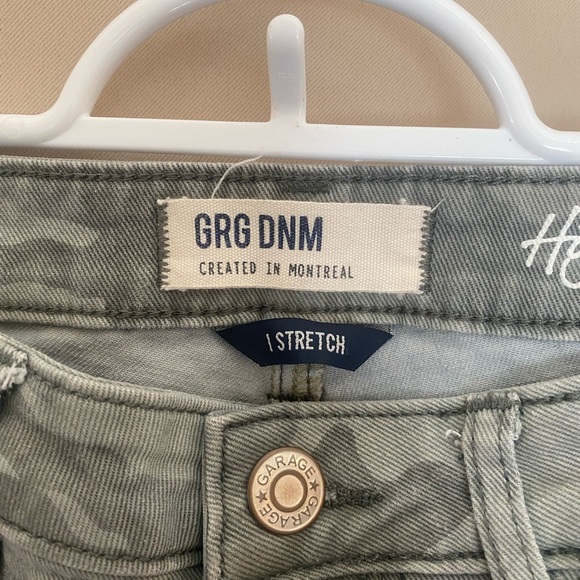 GRG DNM
CREATED IN MONTREAL
I STRETCH
★GARAGE★
GARAGE